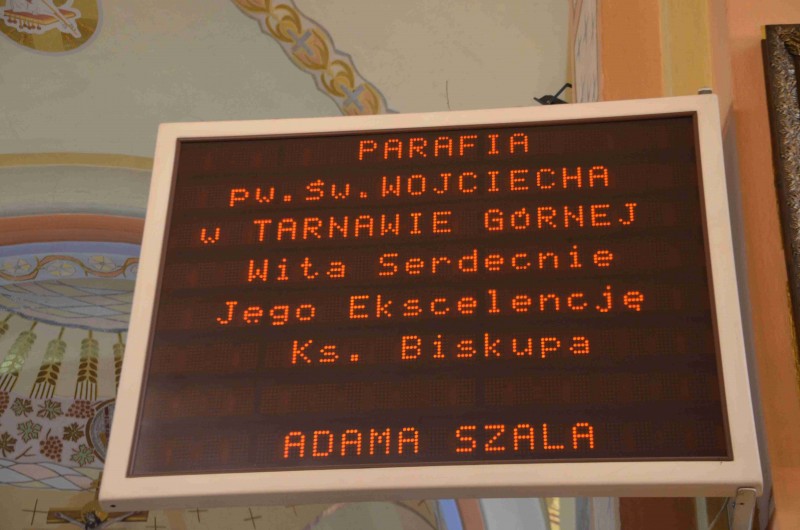 PARAFIA
pw.św.WOJCIECHA
w TARNAWIE GÓRNEJ
Wita Serdecnie
Jego Ekscelencję
Ks. Biskupa
ADAMA SZALA